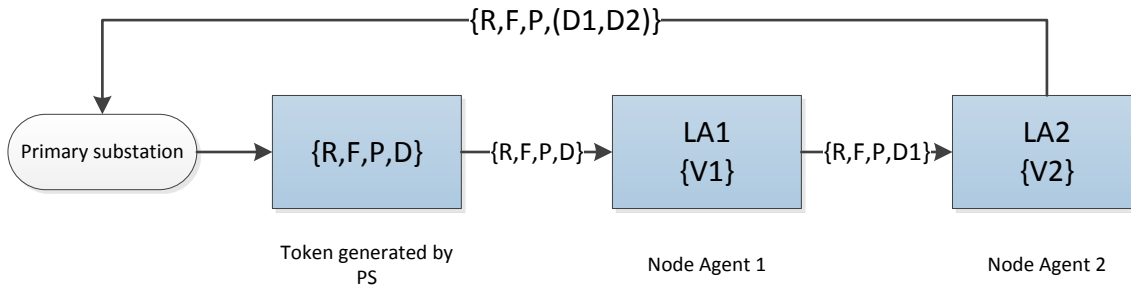 {R,F,P,(D1,D2)}
Primary substation
{R,F,P,D}
{R,F,P,D}
LA1
{V1}
{R,F,P,D1}
LA2
{V2}
Token generated by
PS
Node Agent 1
Node Agent 2